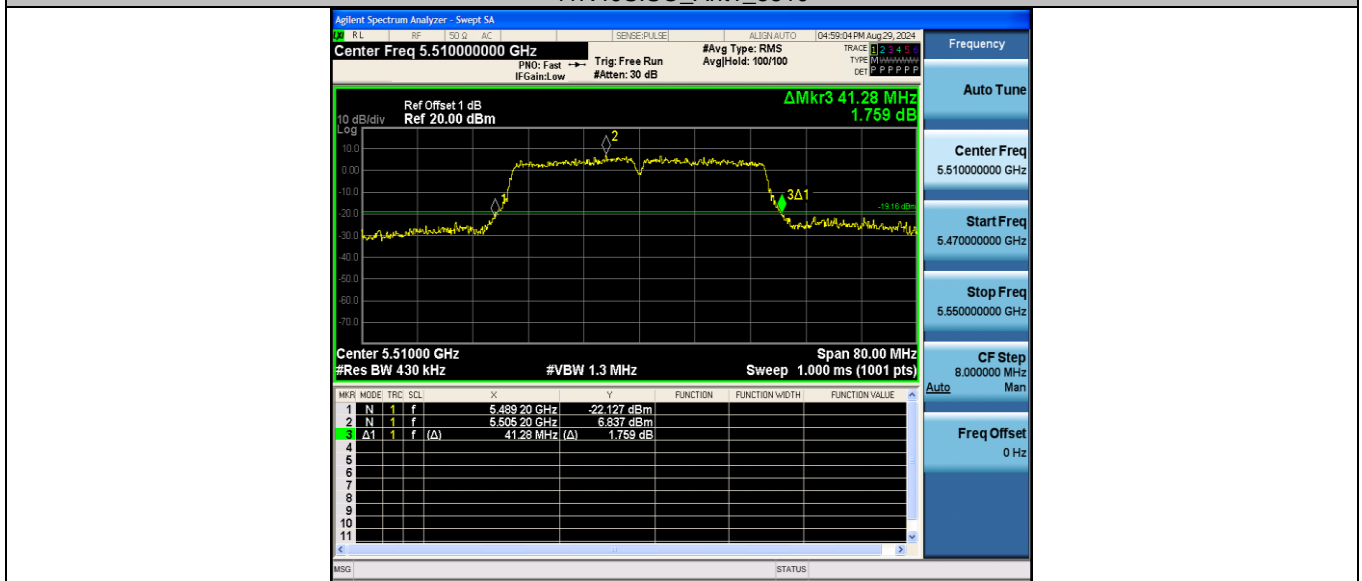 Agilent Spectrum Analyzer - Swept SA
RL RF 50 Ω AC SENSE:PULSE ALIGN AUTO 04:59:04 PM Aug 29, 2024
Center Freq 5.510000000 GHz
PNO: Fast
IFGain:Low
Trig: Free Run
#Atten: 30 dB
#Avg Type: RMS
Avg|Hold: 100/100
TRACE 1 2 3 4 5 6
TYPE M
DET P P P P P P
ΔMkr3 41.28 MHz
1.759 dB
Ref Offset 1 dB
10 dB/div Ref 20.00 dBm
Log
10.0
0.00
-10.0
-20.0
-30.0
-40.0
-50.0
-60.0
-70.0
2
1
3Δ1
-19.16 dBm
Center 5.51000 GHz Span 80.00 MHz
#Res BW 430 kHz #VBW 1.3 MHz Sweep 1.000 ms (1001 pts)
MKR MODE TRC SCL X Y FUNCTION FUNCTION WIDTH FUNCTION VALUE
1 N 1 f 5.489 20 GHz -22.127 dBm
2 N 1 f 5.505 20 GHz 6.837 dBm
3 Δ1 1 f (Δ) 41.28 MHz (Δ) 1.759 dB
4
5
6
7
8
9
10
11
MSG STATUS
Frequency
Auto Tune
Center Freq
5.510000000 GHz
Start Freq
5.470000000 GHz
Stop Freq
5.550000000 GHz
CF Step
8.000000 MHz
Auto Man
Freq Offset
0 Hz